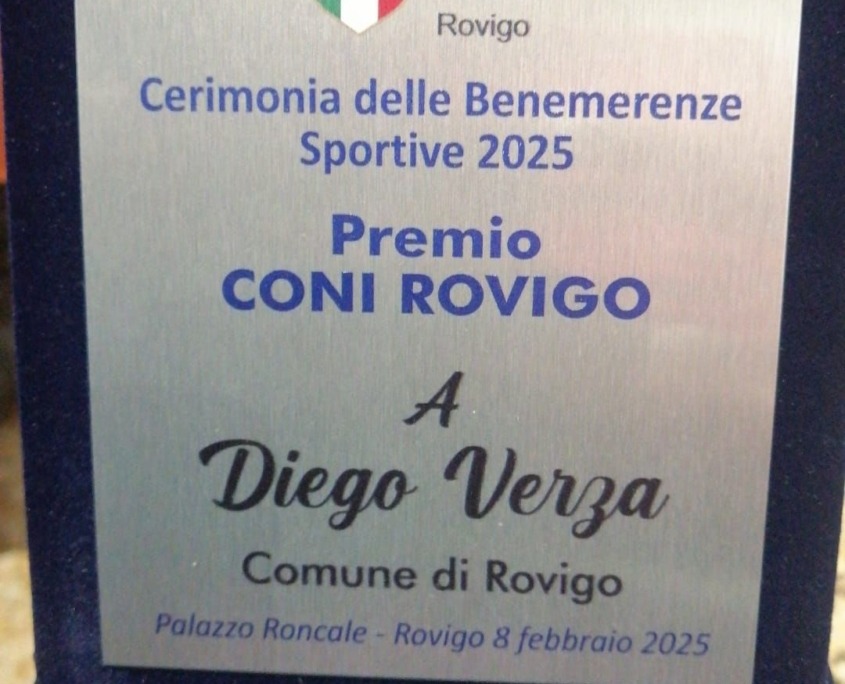 Rovigo
Cerimonia delle Benemerenze
Sportive 2025
Premio
CONI ROVIGO
A
Diego Verza
Comune di Rovigo
Palazzo Roncale - Rovigo 8 febbraio 2025